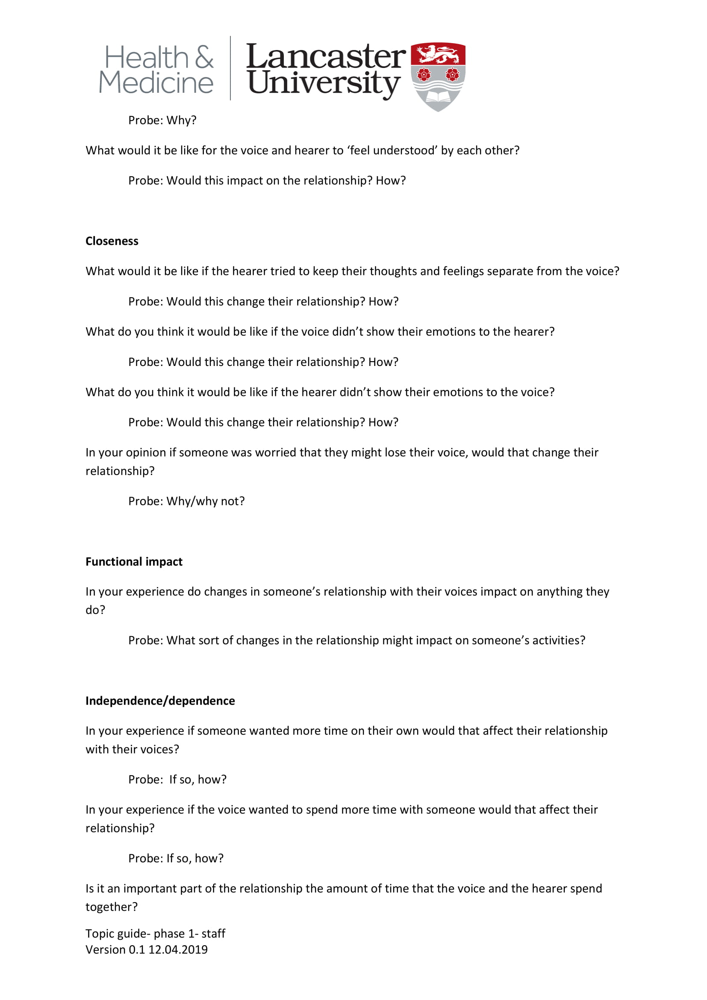 Health &
Medicine
Lancaster
University
Probe: Why?
What would it be like for the voice and hearer to ‘feel understood’ by each other?
Probe: Would this impact on the relationship? How?
Closeness
What would it be like if the hearer tried to keep their thoughts and feelings separate from the voice?
Probe: Would this change their relationship? How?
What do you think it would be like if the voice didn’t show their emotions to the hearer?
Probe: Would this change their relationship? How?
What do you think it would be like if the hearer didn’t show their emotions to the voice?
Probe: Would this change their relationship? How?
In your opinion if someone was worried that they might lose their voice, would that change their
relationship?
Probe: Why/why not?
Functional impact
In your experience do changes in someone’s relationship with their voices impact on anything they
do?
Probe: What sort of changes in the relationship might impact on someone’s activities?
Independence/dependence
In your experience if someone wanted more time on their own would that affect their relationship
with their voices?
Probe:  If so, how?
In your experience if the voice wanted to spend more time with someone would that affect their
relationship?
Probe: If so, how?
Is it an important part of the relationship the amount of time that the voice and the hearer spend
together?
Topic guide- phase 1- staff
Version 0.1 12.04.2019